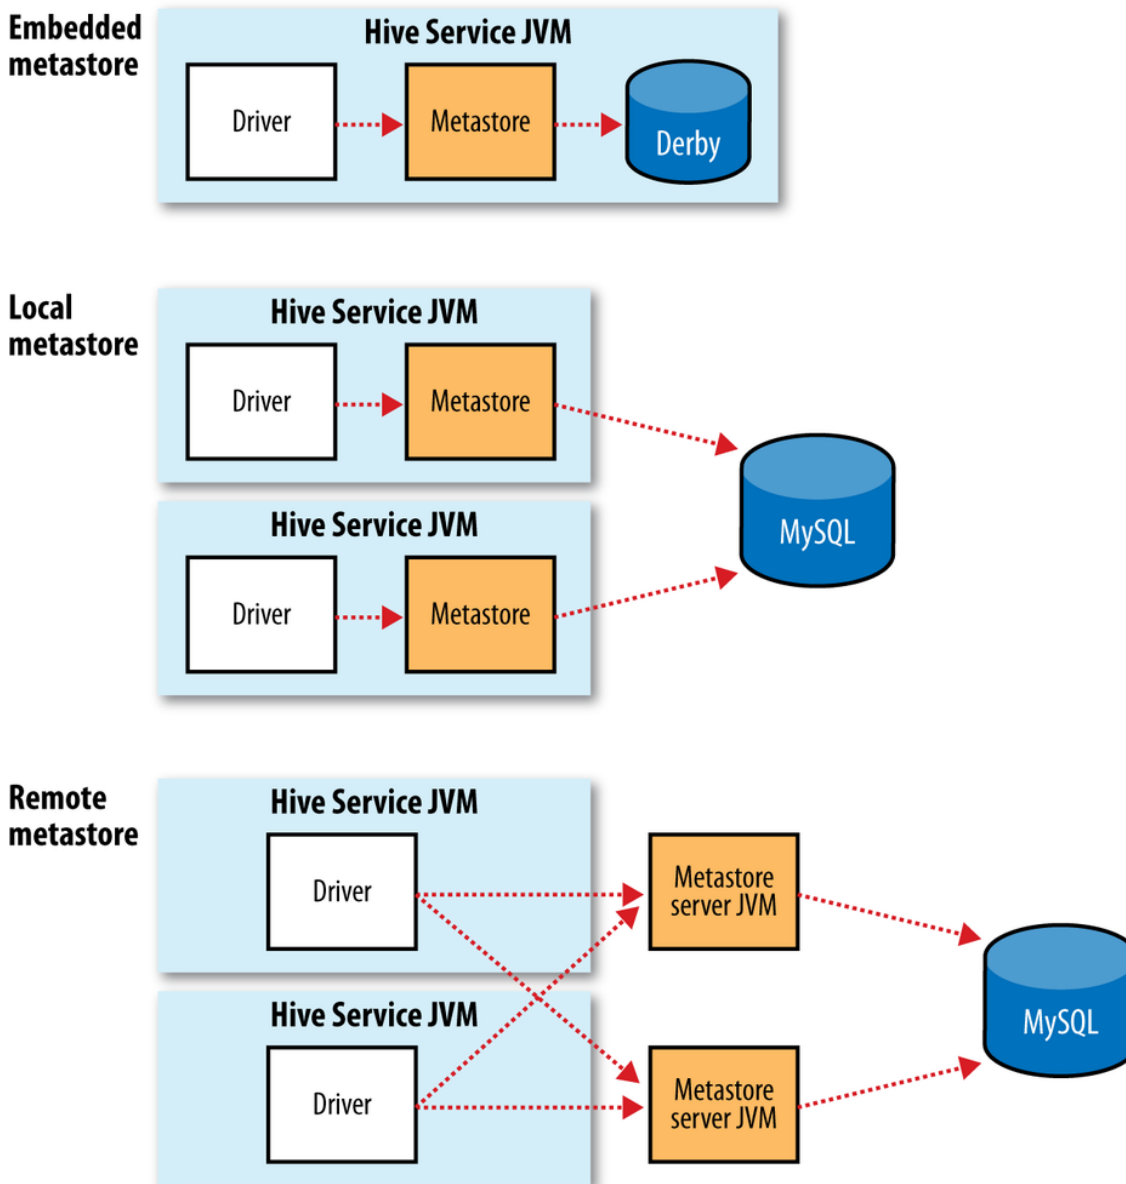 Embedded
metastore
Hive Service JVM
Driver
Metastore
Derby
Local
metastore
Hive Service JVM
Driver
Metastore
Hive Service JVM
Driver
Metastore
MySQL
Remote
metastore
Hive Service JVM
Driver
Metastore
server JVM
Hive Service JVM
Driver
Metastore
server JVM
MySQL